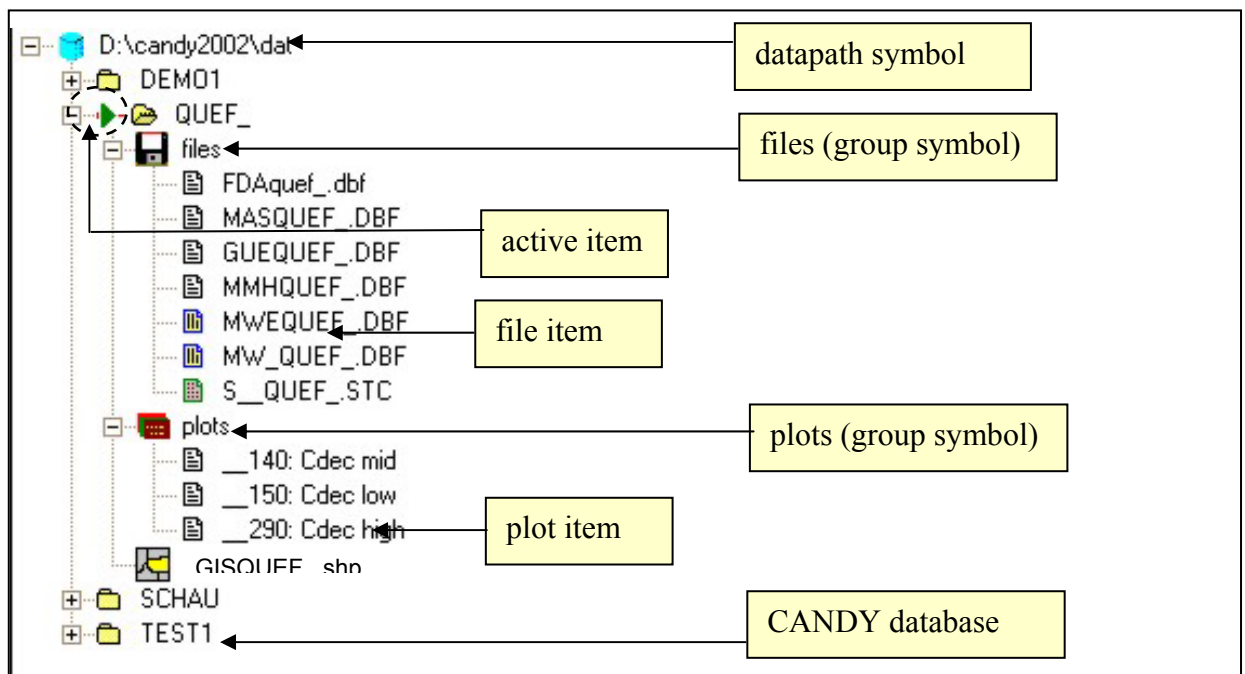 D:\candy2002\dat
datapath symbol
DEMO1
QUEF_
files
files (group symbol)
FDAquef_.dbf
MASQUEF_.DBF
active item
GUEQUEF_.DBF
MMHQUEF_.DBF
MWEQUEF_.DBF
file item
MW_QUEF_.DBF
S__QUEF_.STC
plots
plots (group symbol)
__140: Cdec mid
__150: Cdec low
__290: Cdec high
plot item
GISQUEF_.shp
SCHAU
CANDY database
TEST1